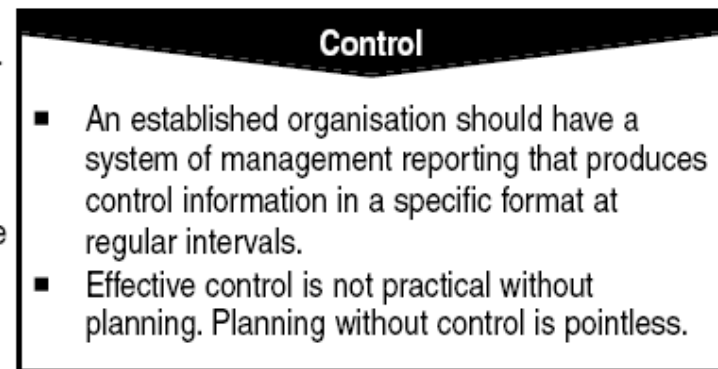 Control
■ An established organisation should have a
system of management reporting that produces
control information in a specific format at
regular intervals.
■ Effective control is not practical without
planning. Planning without control is pointless.